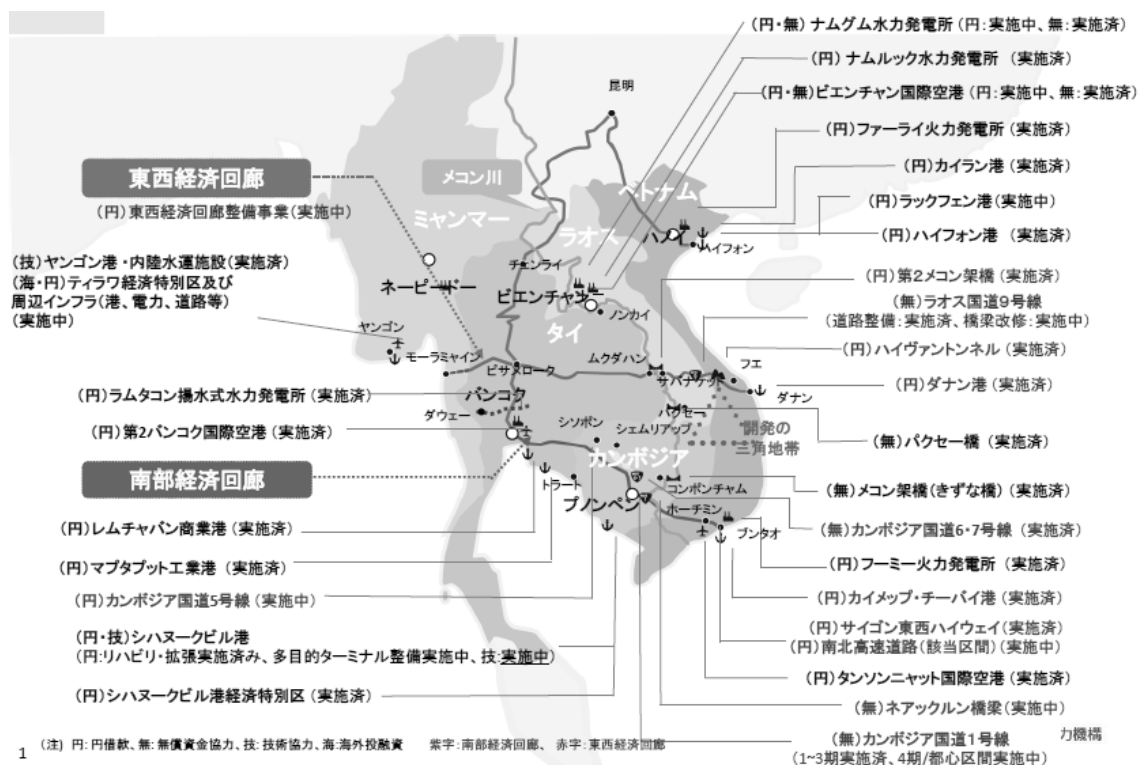 (円・無) ナムグム水力発電所 (円:実施中、無:実施済)
(円) ナムルック水力発電所 (実施済)
(円・無)ビエンチャン国際空港 (円:実施中、無:実施済)
(円)ファーライ火力発電所 (実施済)
(円)カイラン港 (実施済)
(円)ラックフェン港(実施中)
(円)ハイフォン港 (実施済)
(円)第2メコン架橋 (実施済)
(無)ラオス国道9号線
(道路整備:実施済、橋梁改修:実施中)
(円)ハイヴァントンネル (実施済)
(円)ダナン港 (実施済)
(無)パクセー橋 (実施済)
(無)メコン架橋(きずな橋) (実施済)
(無)カンボジア国道6・7号線 (実施済)
(円)フーミー火力発電所 (実施済)
(円)カイメップ・チーバイ港 (実施済)
(円)サイゴン東西ハイウェイ(実施済)
(円)南北高速道路(該当区間) (実施中)
(円)タンソンニャット国際空港 (実施済)
(無)ネアックルン橋梁 (実施中)
(無)カンボジア国道1号線
(1~3期実施済、4期/都心区間実施中)
力機構
東西経済回廊
(円)東西経済回廊整備事業(実施中)
(技)ヤンゴン港・内陸水運施設(実施済)
(海・円)ティラワ経済特別区及び
周辺インフラ(港、電力、道路等)
(実施中)
(円)ラムタコン揚水式水力発電所 (実施済)
(円)第2バンコク国際空港 (実施済)
南部経済回廊
(円)レムチャバン商業港 (実施済)
(円)マプタプット工業港 (実施済)
(円)カンボジア国道5号線 (実施中)
(円・技)シハヌークビル港
(円:リハビリ・拡張実施済み、多目的ターミナル整備実施中、技:実施中)
(円)シハヌークビル港経済特別区 (実施済)
昆明
メコン川
ミャンマー
ベトナム
ラオス
ハノイ
ハイフォン
チェンライ
ネーピードー
ビエンチャン
ノンカイ
タイ
ヤンゴン
モーラミャイン
ピサヌローク
ムクダハン
サバナケット
フエ
ダナン
バンコク
ダウェー
シソポン
シェムリアップ
パクセー
開発の
三角地帯
カンボジア
トラート
コンポンチャム
プノンペン
ホーチミン
ブンタオ
1
(注) 円:円借款、無:無償資金協力、技:技術協力、海:海外投融資 紫字:南部経済回廊、 赤字:東西経済回廊